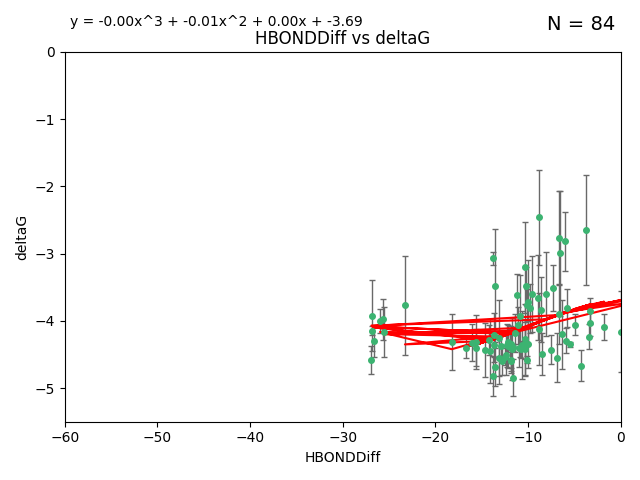 y = -0.00x^3 + -0.01x^2 + 0.00x + -3.69
N = 84
HBONDDiff vs deltaG
0
−1
−2
−3
−4
−5
deltaG
−60
−50
−40
−30
−20
−10
0
HBONDDiff